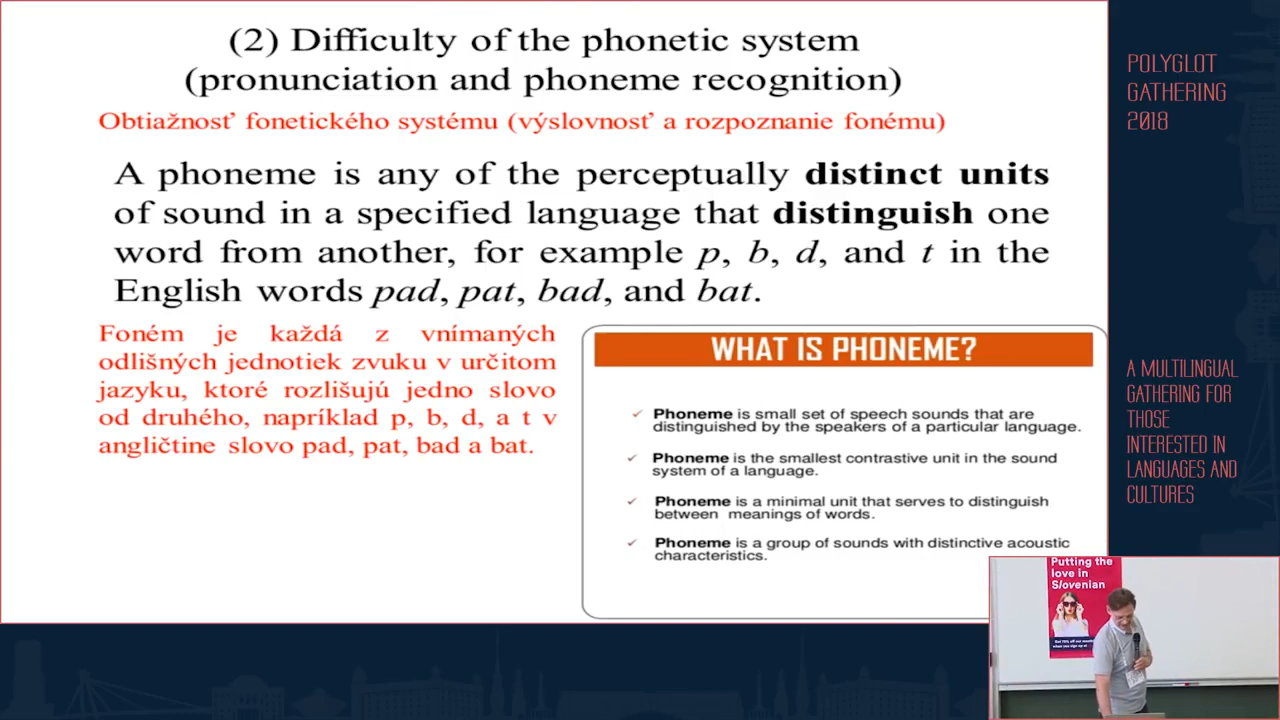 (2) Difficulty of the phonetic system
(pronunciation and phoneme recognition)
Obtiažnosť fonetického systému (výslovnosť a rozpoznanie fonému)
A phoneme is any of the perceptually distinct units
of sound in a specified language that distinguish one
word from another, for example p, b, d, and t in the
English words pad, pat, bad, and bat.
Foném je každá z vnímaných
odlišných jednotiek zvuku v určitom
jazyku, ktoré rozlišujú jedno slovo
od druhého, napríklad p, b, d, a t v
angličtine slovo pad, pat, bad a bat.
WHAT IS PHONEME?
Phoneme is small set of speech sounds that are
distinguished by the speakers of a particular language.
Phoneme is the smallest contrastive unit in the sound
system of a language.
Phoneme is a minimal unit that serves to distinguish
between meanings of words.
Phoneme is a group of sounds with distinctive acoustic
characteristics.
POLYGLOT
GATHERING
2018
A MULTILINGUAL
GATHERING FOR
THOSE
INTERESTED IN
LANGUAGES AND
CULTURES
Putting the
love in
Slovenian